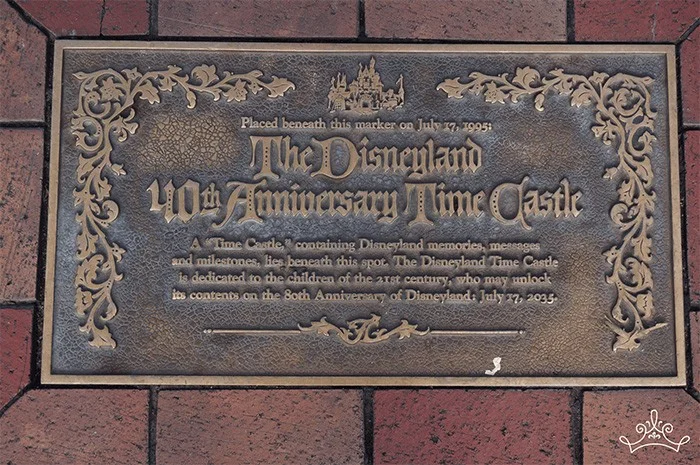 Placed beneath this marker on July 17, 1995:
The Disneyland
40th Anniversary Time Castle
A "Time Castle," containing Disneyland memories, messages
and milestones, lies beneath this spot. The Disneyland Time Castle
is dedicated to the children of the 21st century, who may unlock
its contents on the 80th Anniversary of Disneyland: July 17, 2035.